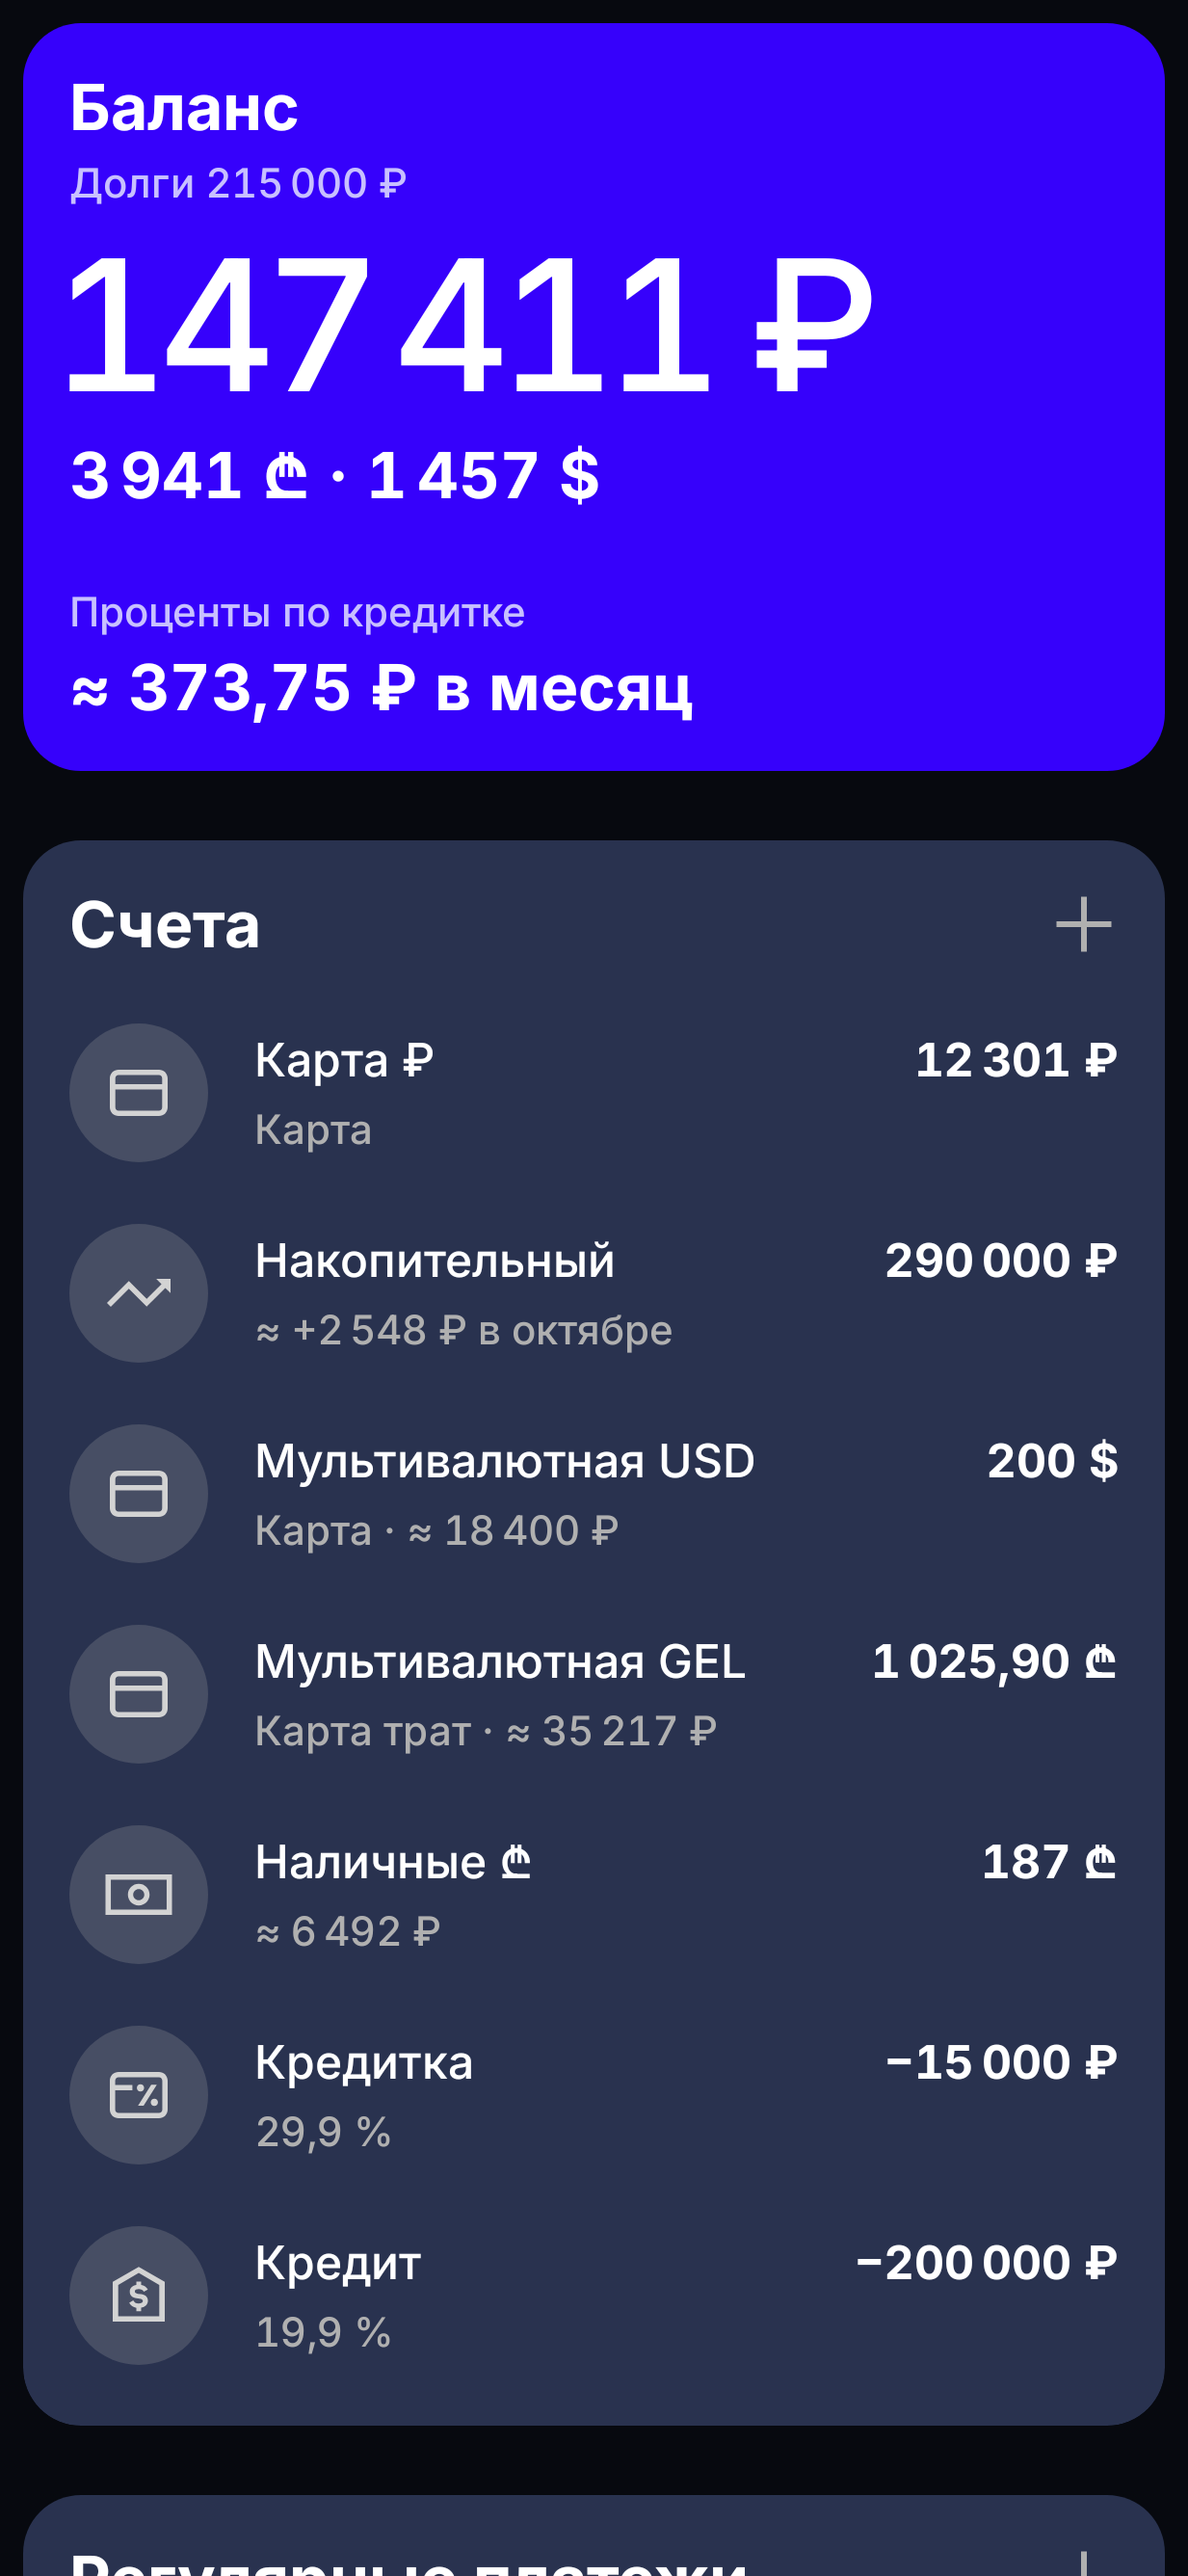 Баланс
Долги 215 000 ₽
147 411 ₽
3 941 ₾ · 1 457 $
Проценты по кредитке
≈ 373,75 ₽ в месяц
Счета
Карта ₽
12 301 ₽
Карта
Накопительный
290 000 ₽
≈ +2 548 ₽ в октябре
Мультивалютная USD
200 $
Карта · ≈ 18 400 ₽
Мультивалютная GEL
1 025,90 ₾
Карта трат · ≈ 35 217 ₽
Наличные ₾
187 ₾
≈ 6 492 ₽
Кредитка
−15 000 ₽
29,9 %
Кредит
−200 000 ₽
19,9 %
Регулярные платежи